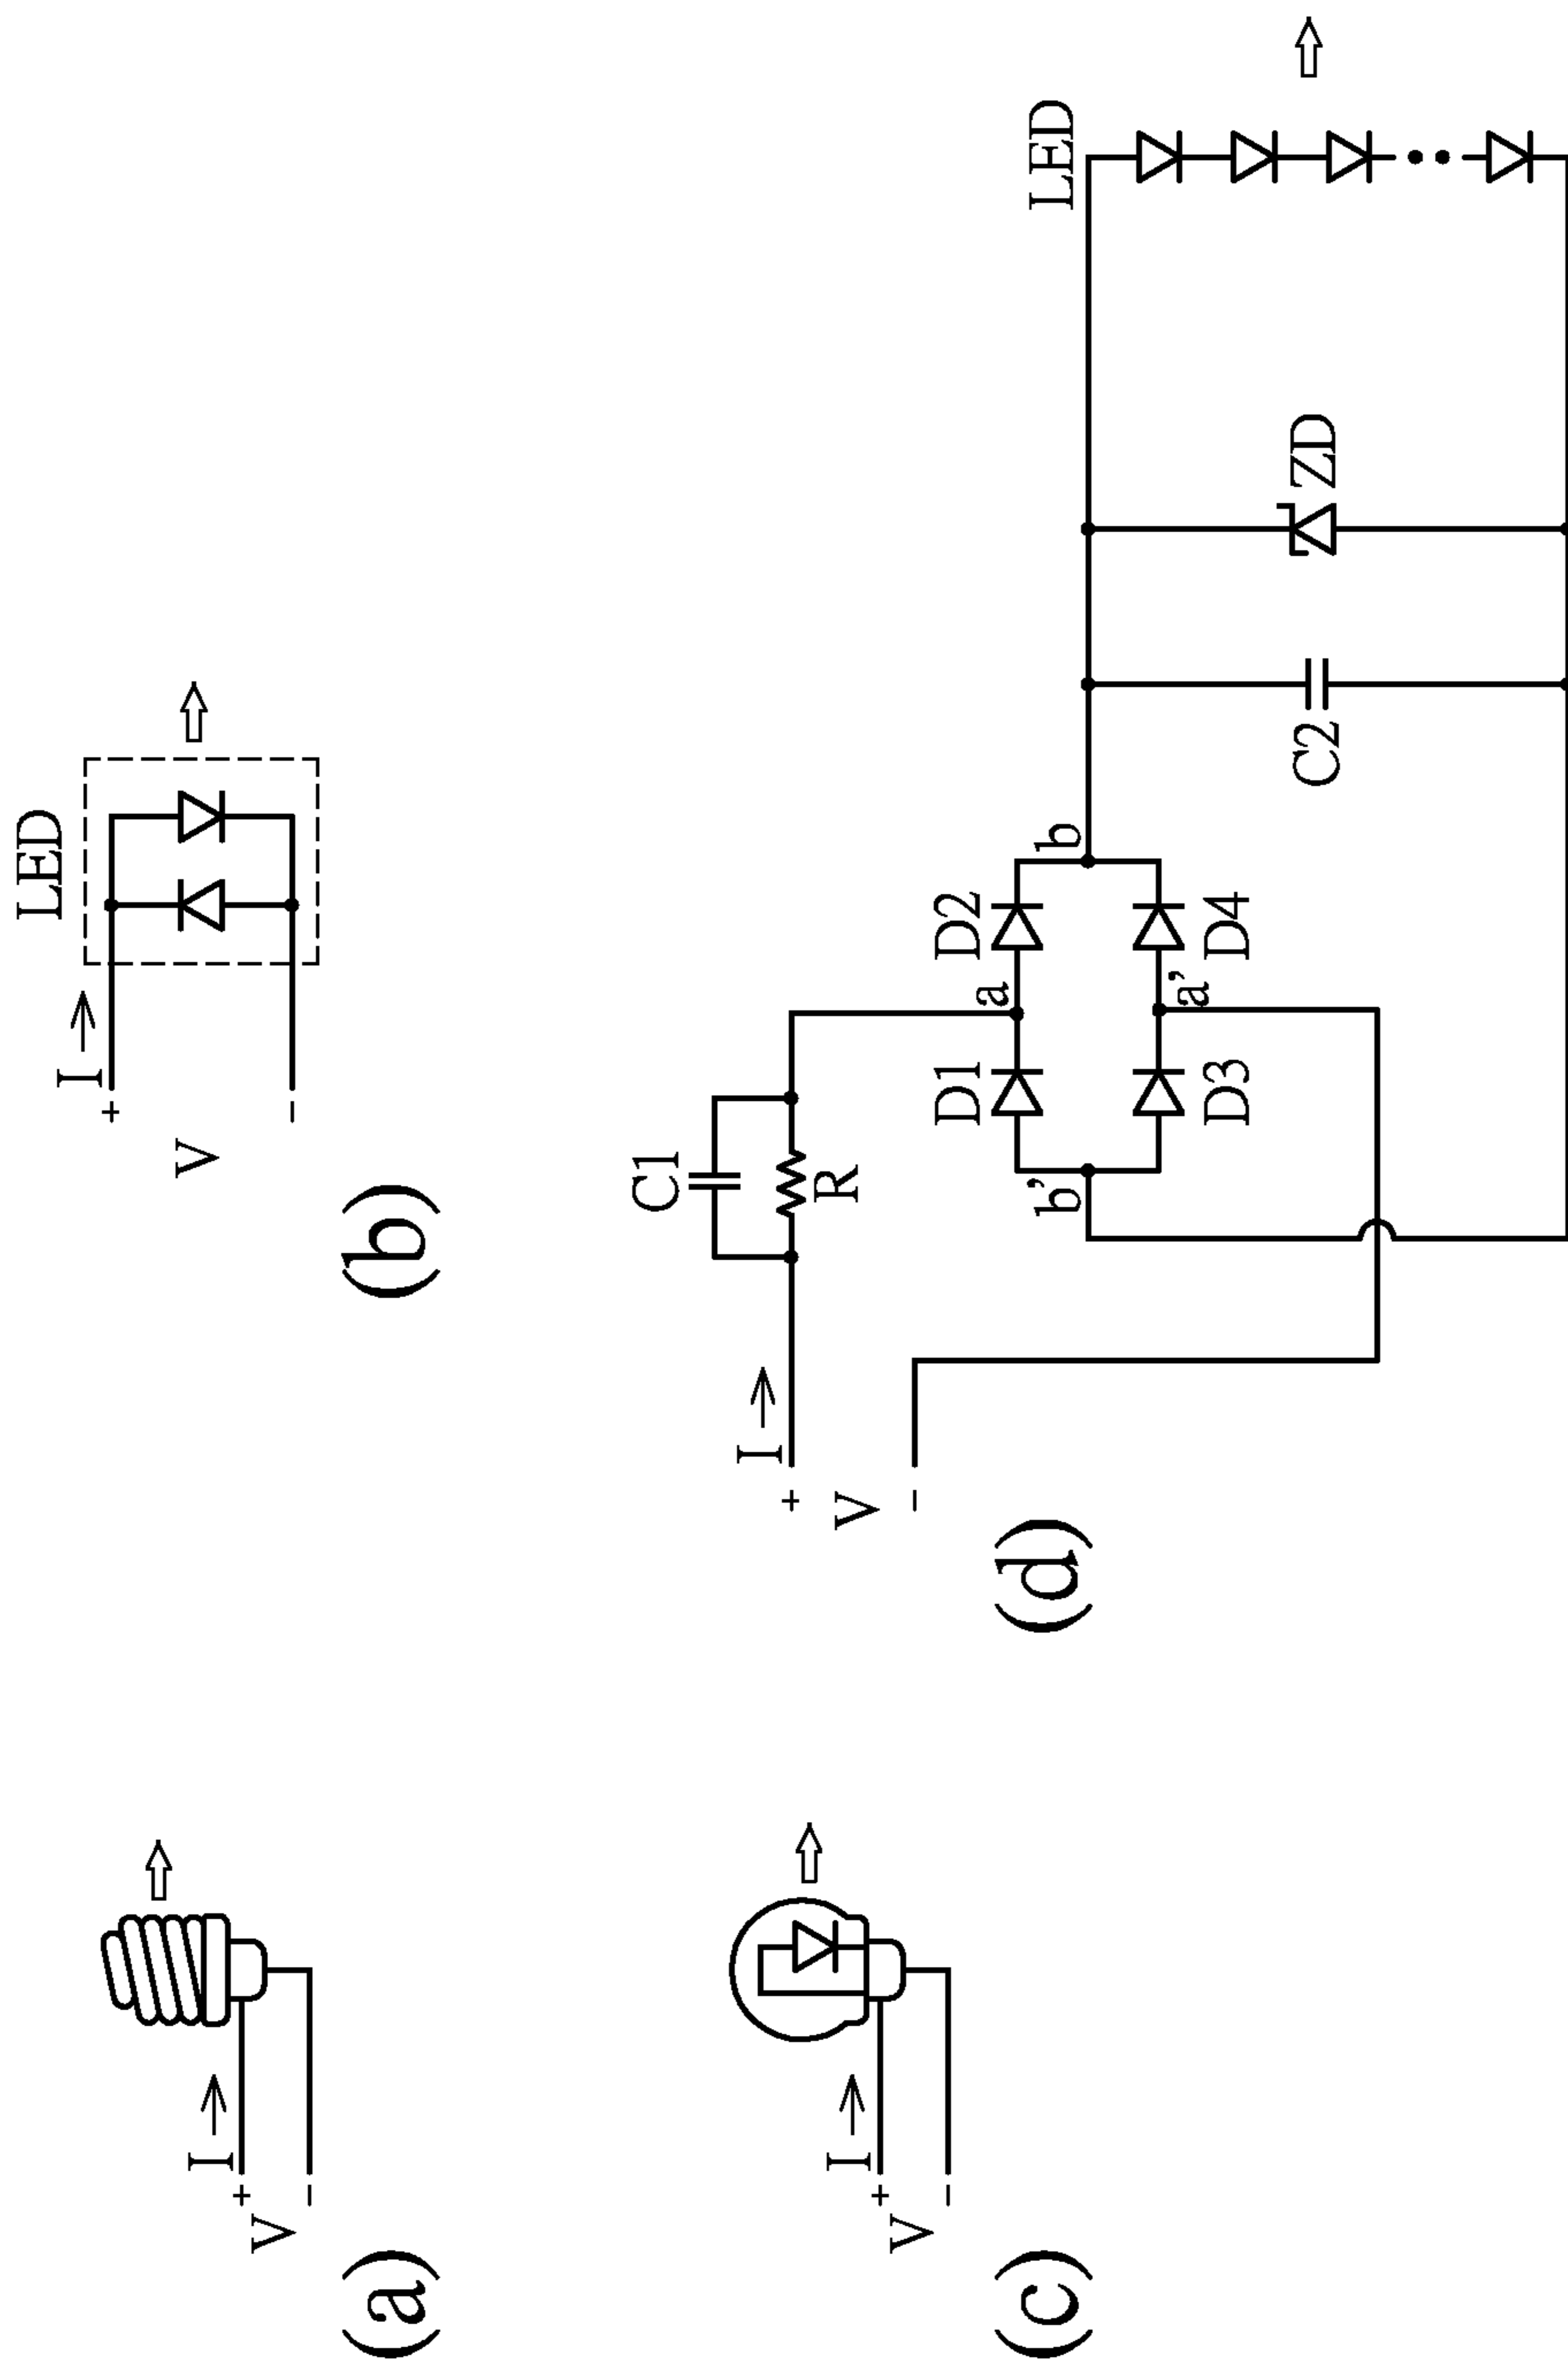 I
+
V
-
(a)
LED
I
+
V
-
(b)
I
+
V
-
(c)
C1
R
I
+
V
-
D1
D2
D3
D4
a
a'
b
b'
C2
ZD
LED
(d)